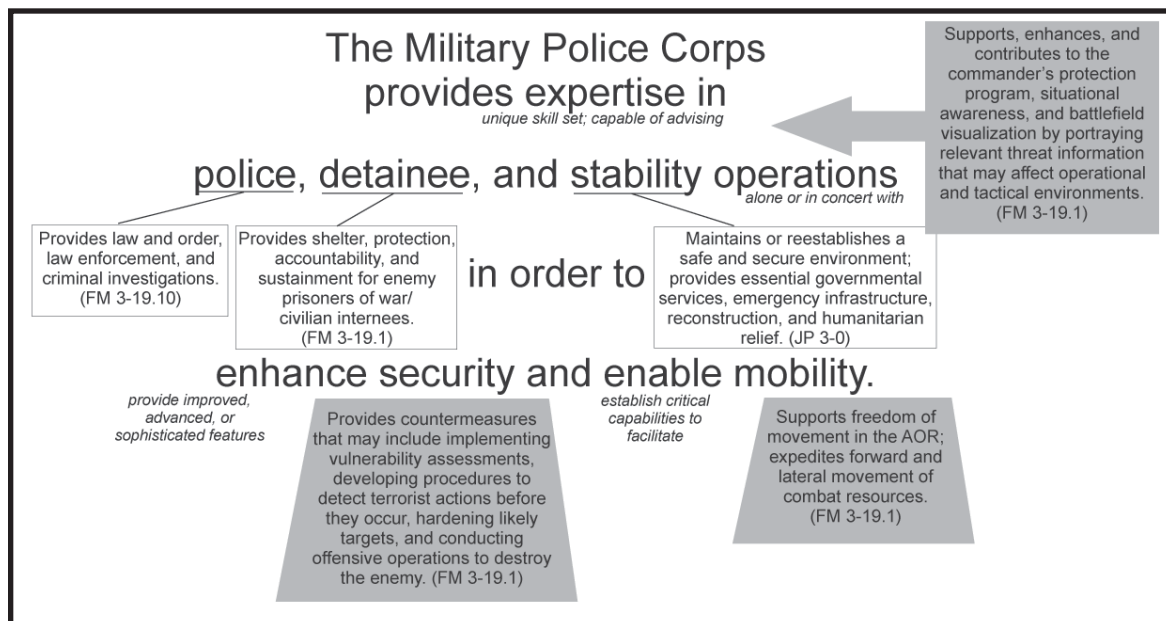 The Military Police Corps
provides expertise in
unique skill set; capable of advising
Supports, enhances, and
contributes to the
commander’s protection
program, situational
awareness, and battlefield
visualization by portraying
relevant threat information
that may affect operational
and tactical environments.
(FM 3-19.1)
police, detainee, and stability operations
alone or in concert with
Provides law and order,
law enforcement, and
criminal investigations.
(FM 3-19.10)
Provides shelter, protection,
accountability, and
sustainment for enemy
prisoners of war/
civilian internees.
(FM 3-19.1)
in order to
Maintains or reestablishes a
safe and secure environment;
provides essential governmental
services, emergency infrastructure,
reconstruction, and humanitarian
relief. (JP 3-0)
enhance security and enable mobility.
provide improved,
advanced, or
sophisticated features
Provides countermeasures
that may include implementing
vulnerability assessments,
developing procedures to
detect terrorist actions before
they occur, hardening likely
targets, and conducting
offensive operations to destroy
the enemy. (FM 3-19.1)
establish critical
capabilities to
facilitate
Supports freedom of
movement in the AOR;
expedites forward and
lateral movement of
combat resources.
(FM 3-19.1)